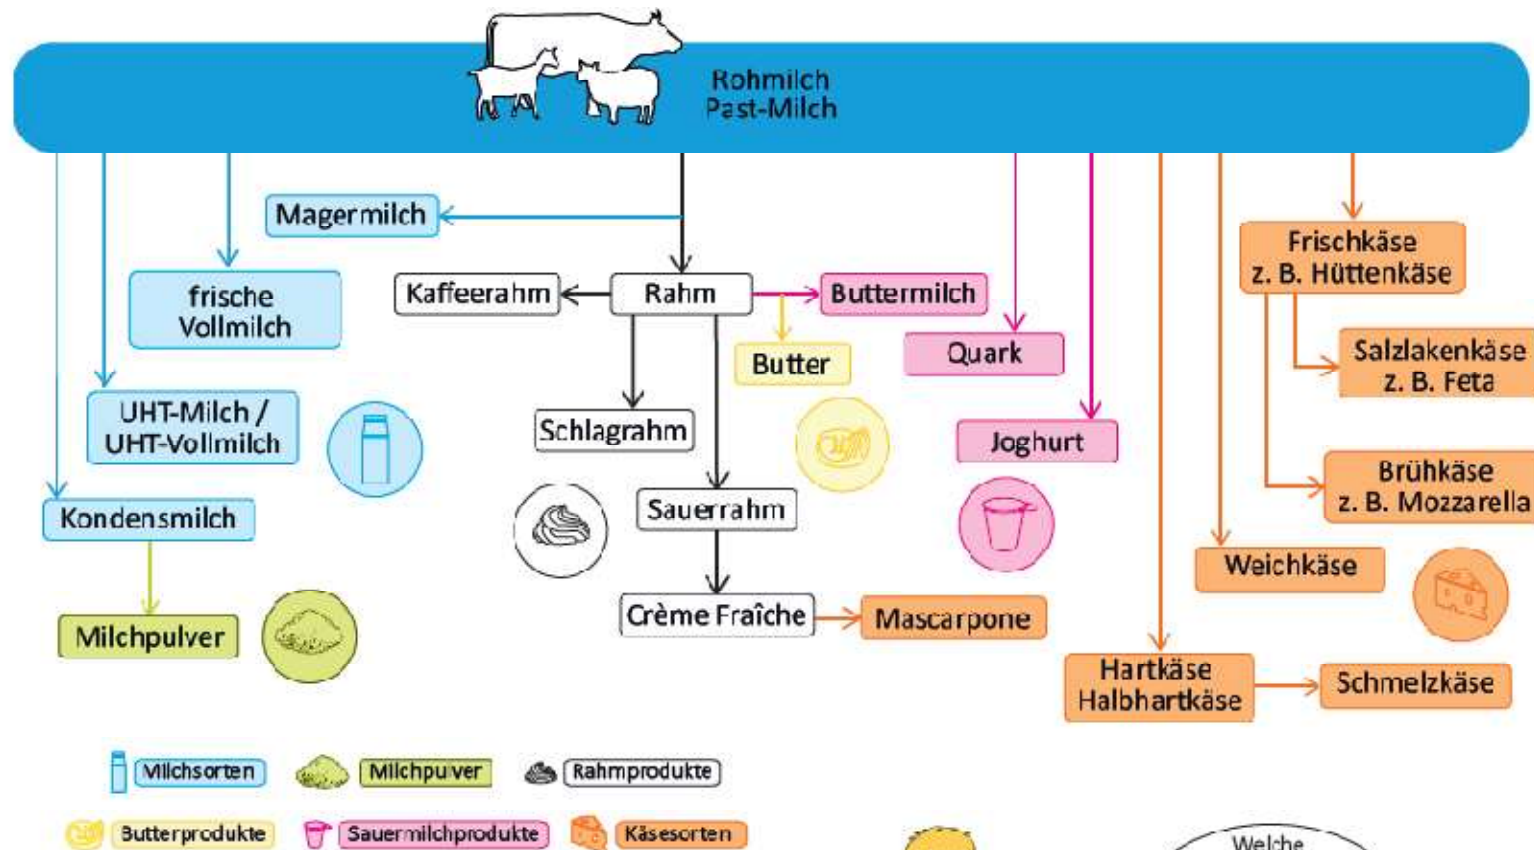 Rohmilch
Past-Milch
Magermilch
frische
Vollmilch
Kaffeerahm
Rahm
Buttermilch
Frischkäse
z. B. Hüttenkäse
Butter
Quark
Salzlakenkäse
z. B. Feta
UHT-Milch /
UHT-Vollmilch
Schlagrahm
Joghurt
Brühkäse
z. B. Mozzarella
Kondensmilch
Sauerrahm
Weichkäse
Milchpulver
Crème Fraîche
Mascarpone
Hartkäse
Halbhartkäse
Schmelzkäse
Milchsorten
Milchpulver
Rahmprodukte
Butterprodukte
Sauermilchprodukte
Käsesorten
Welche